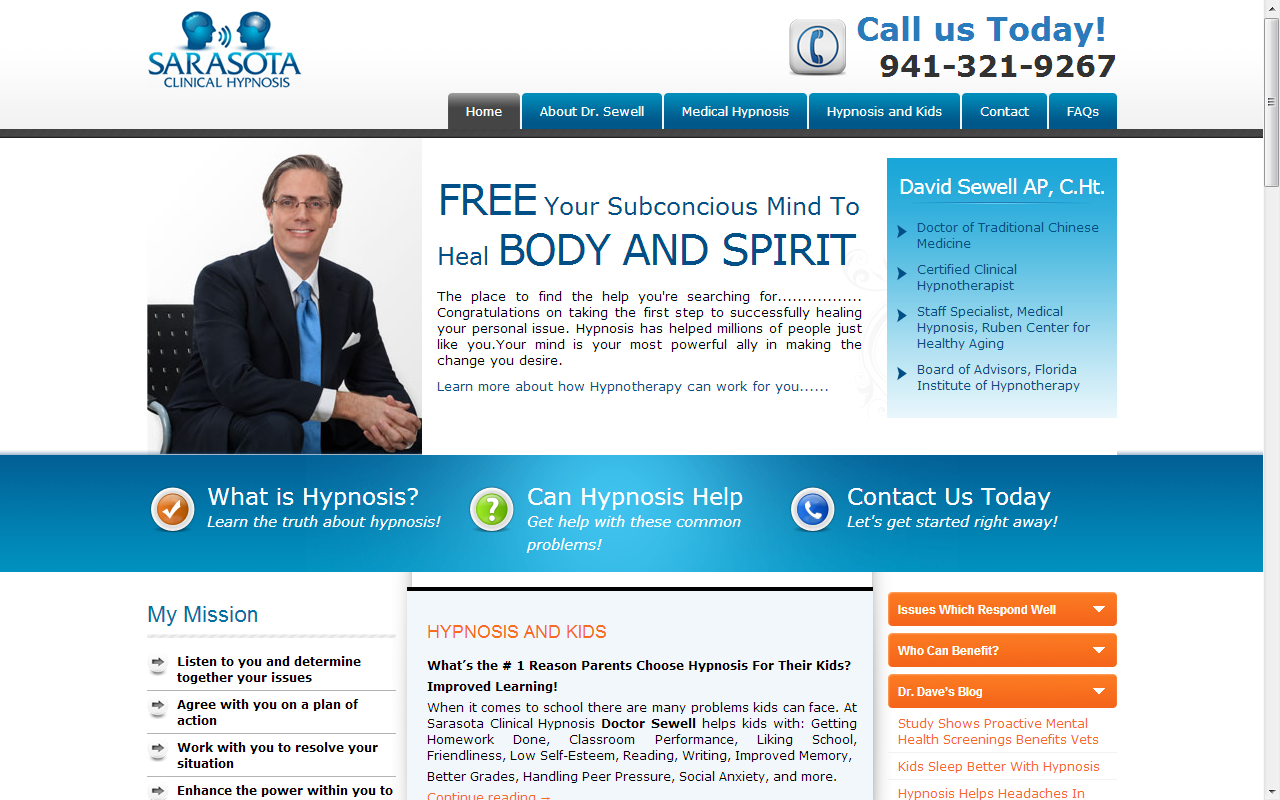 SARASOTA
CLINICAL HYPNOSIS
Call us Today!
941-321-9267
Home
About Dr. Sewell
Medical Hypnosis
Hypnosis and Kids
Contact
FAQs
FREE Your Subconcious Mind To
Heal BODY AND SPIRIT
The place to find the help you're searching for.................
Congratulations on taking the first step to successfully healing
your personal issue. Hypnosis has helped millions of people just
like you.Your mind is your most powerful ally in making the
change you desire.
Learn more about how Hypnotherapy can work for you......
David Sewell AP, C.Ht.
Doctor of Traditional Chinese
Medicine
Certified Clinical
Hypnotherapist
Staff Specialist, Medical
Hypnosis, Ruben Center for
Healthy Aging
Board of Advisors, Florida
Institute of Hypnotherapy
What is Hypnosis?
Learn the truth about hypnosis!
Can Hypnosis Help
Get help with these common
problems!
Contact Us Today
Let's get started right away!
My Mission
Listen to you and determine
together your issues
Agree with you on a plan of
action
Work with you to resolve your
situation
Enhance the power within you to
HYPNOSIS AND KIDS
What's the # 1 Reason Parents Choose Hypnosis For Their Kids?
Improved Learning!
When it comes to school there are many problems kids can face. At
Sarasota Clinical Hypnosis Doctor Sewell helps kids with: Getting
Homework Done, Classroom Performance, Liking School,
Friendliness, Low Self-Esteem, Reading, Writing, Improved Memory,
Better Grades, Handling Peer Pressure, Social Anxiety, and more.
Continue reading →
Issues Which Respond Well
Who Can Benefit?
Dr. Dave's Blog
Study Shows Proactive Mental
Health Screenings Benefits Vets
Kids Sleep Better With Hypnosis
Hypnosis Helps Headaches In